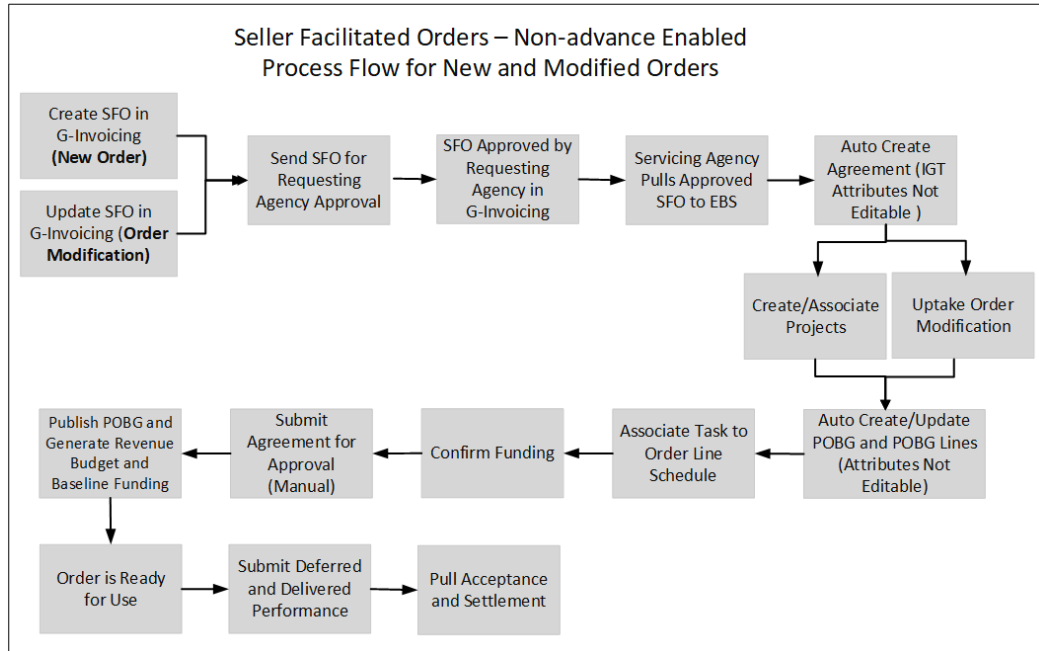 Seller Facilitated Orders – Non-advance Enabled
Process Flow for New and Modified Orders
Create SFO in
G-Invoicing
(New Order)
Update SFO in
G-Invoicing (Order
Modification)
Send SFO for
Requesting
Agency Approval
SFO Approved by
Requesting
Agency in
G-Invoicing
Servicing Agency
Pulls Approved
SFO to EBS
Auto Create
Agreement (IGT
Attributes Not
Editable )
Create/Associate
Projects
Uptake Order
Modification
Auto Create/Update
POBG and POBG Lines
(Attributes Not
Editable)
Associate Task to
Order Line
Schedule
Confirm Funding
Submit
Agreement for
Approval
(Manual)
Publish POBG and
Generate Revenue
Budget and
Baseline Funding
Order is Ready
for Use
Submit Deferred
and Delivered
Performance
Pull Acceptance
and Settlement